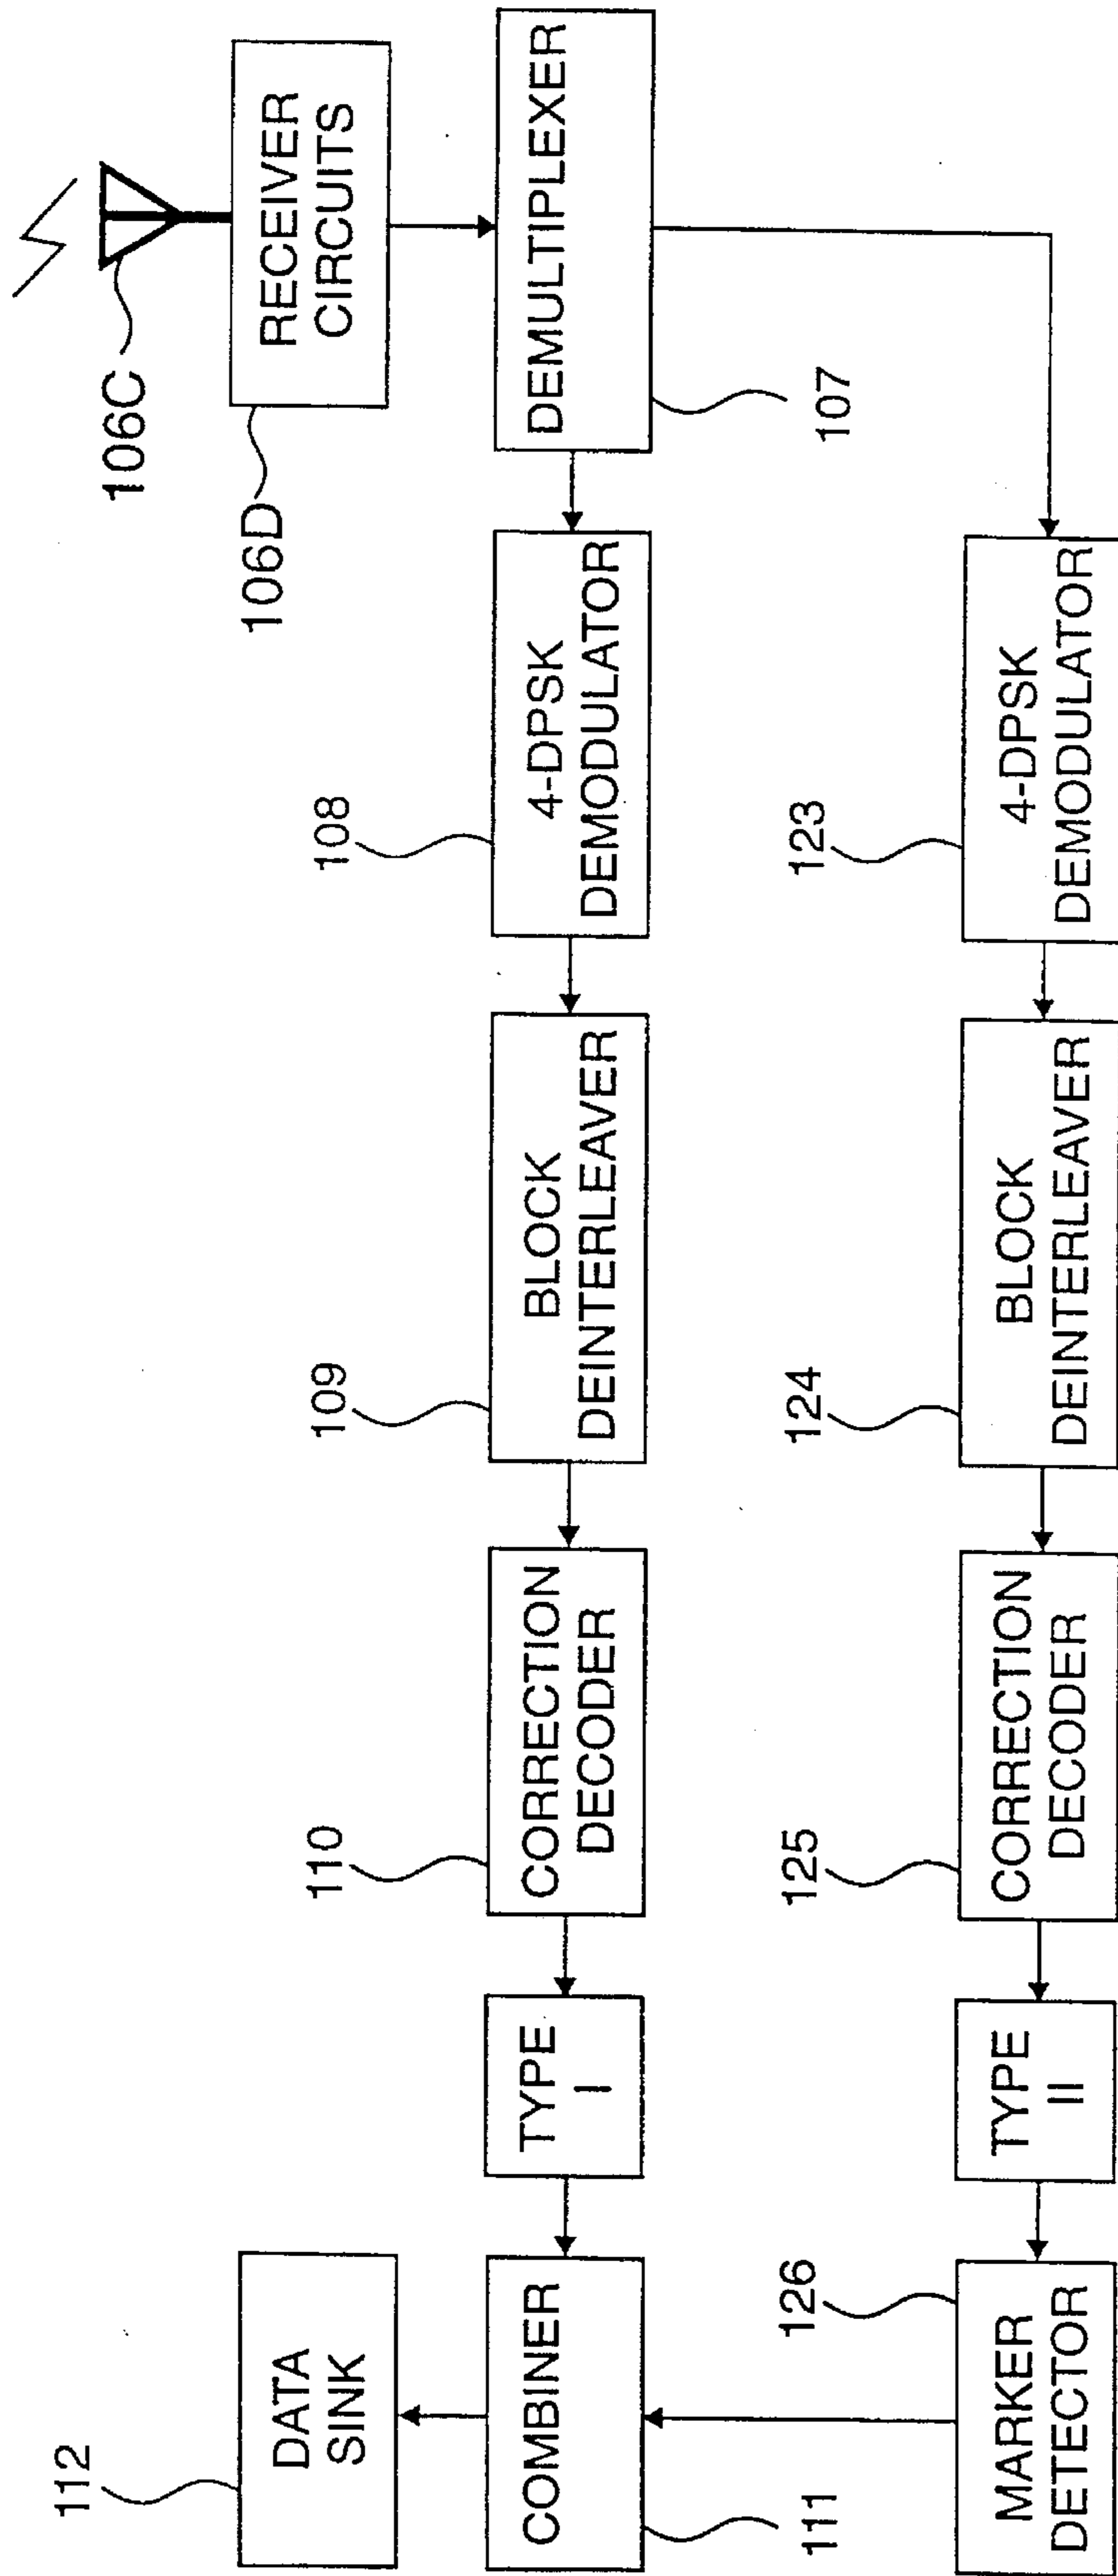 106C
RECEIVER
CIRCUITS
106D
DEMULTIPLEXER
107
4-DPSK
DEMODULATOR
108
BLOCK
DEINTERLEAVER
109
CORRECTION
DECODER
110
TYPE
I
COMBINER
111
DATA
SINK
112
4-DPSK
DEMODULATOR
123
BLOCK
DEINTERLEAVER
124
CORRECTION
DECODER
125
TYPE
II
MARKER
DETECTOR
126